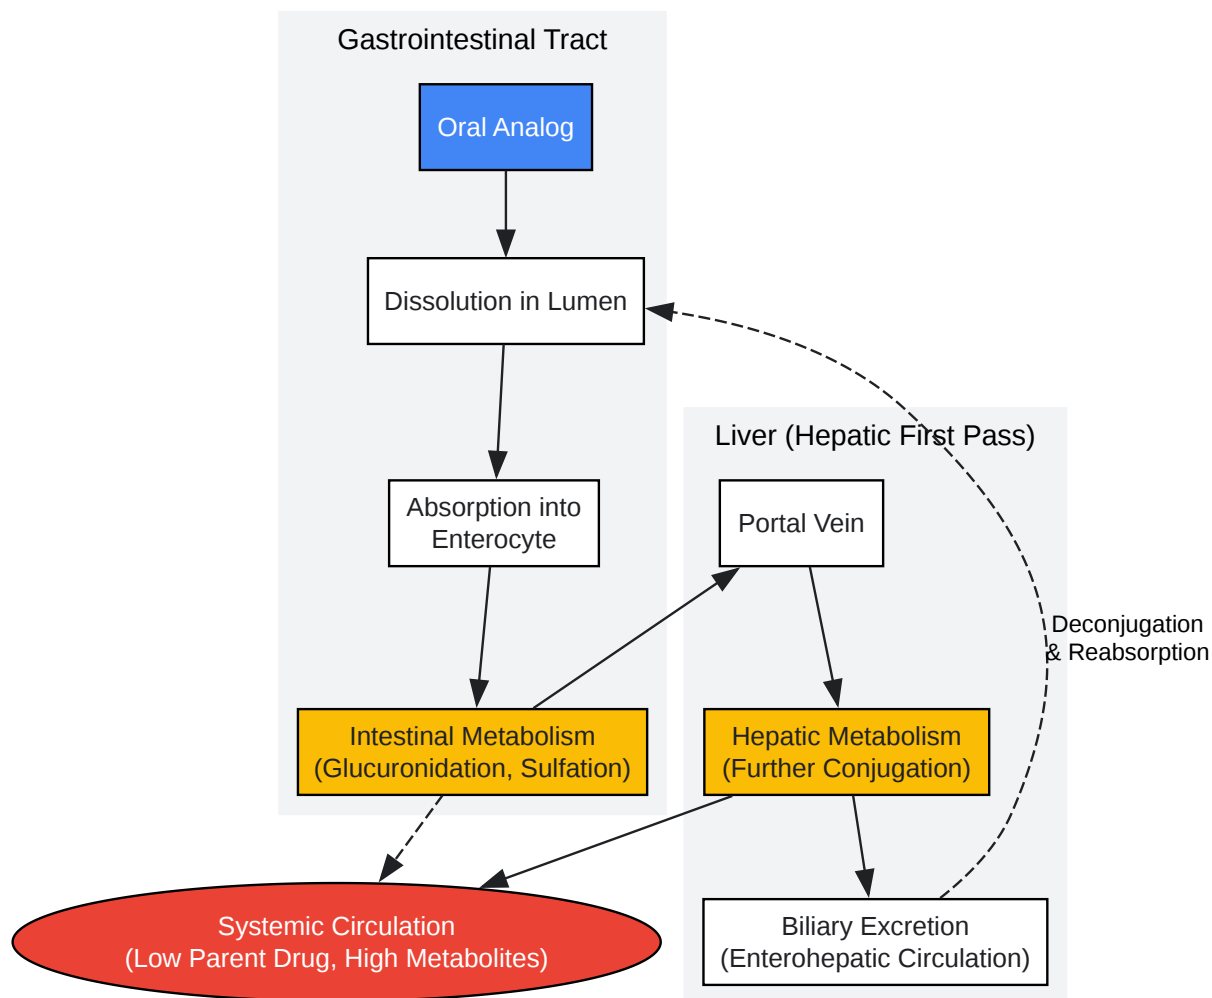 Gastrointestinal Tract
Oral Analog
Dissolution in Lumen
Absorption into
Enterocyte
Intestinal Metabolism
(Glucuronidation, Sulfation)
Liver (Hepatic First Pass)
Portal Vein
Hepatic Metabolism
(Further Conjugation)
Biliary Excretion
(Enterohepatic Circulation)
Deconjugation
& Reabsorption
Systemic Circulation
(Low Parent Drug, High Metabolites)